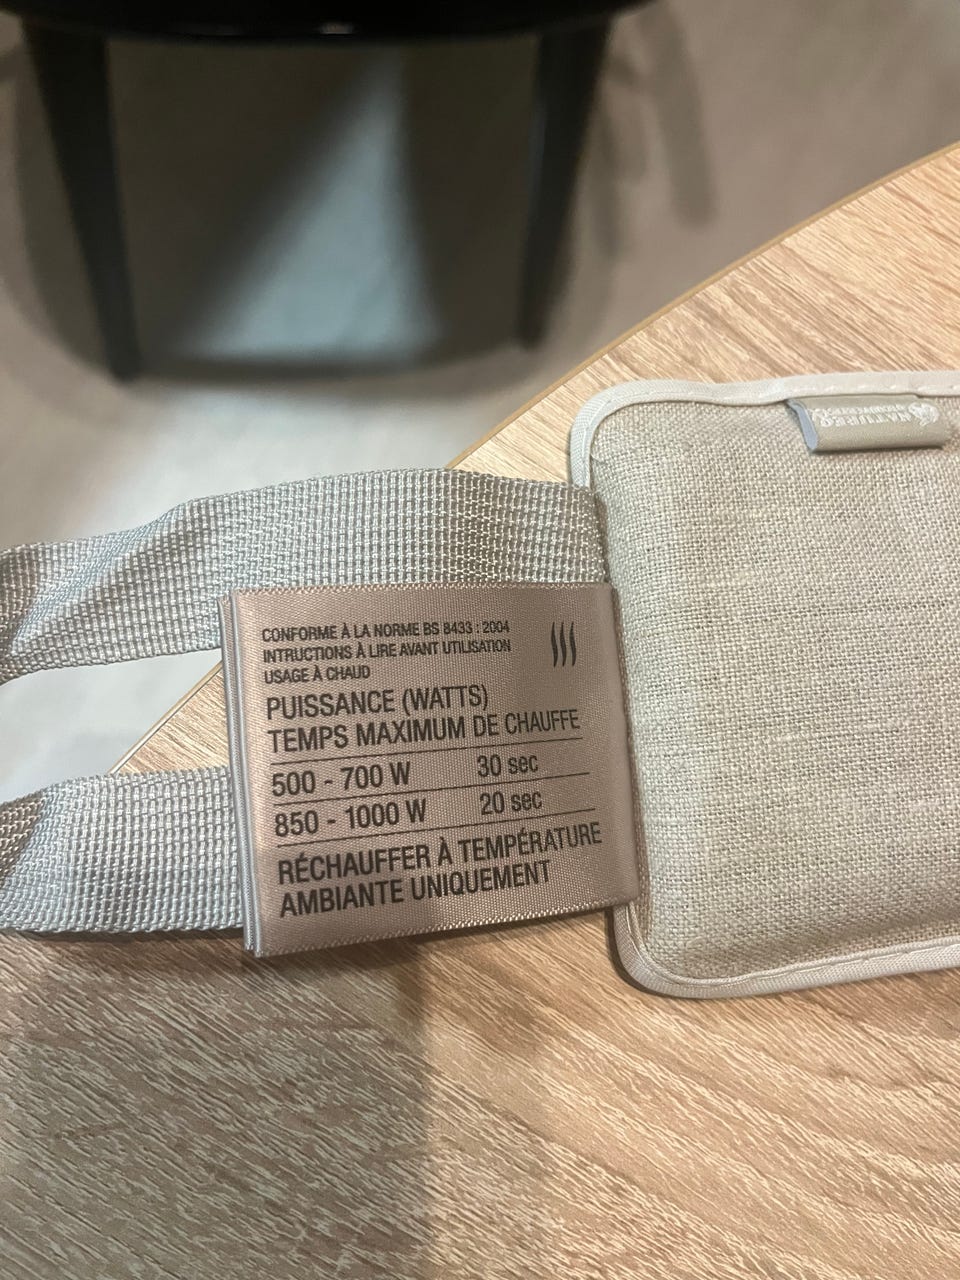 CONFORME À LA NORME BS 8433 : 2004
INTRUCTIONS À LIRE AVANT UTILISATION
USAGE À CHAUD
PUISSANCE (WATTS)
TEMPS MAXIMUM DE CHAUFFE
500 - 700 W 30 sec
850 - 1000 W 20 sec
RÉCHAUFFER À TEMPÉRATURE
AMBIANTE UNIQUEMENT